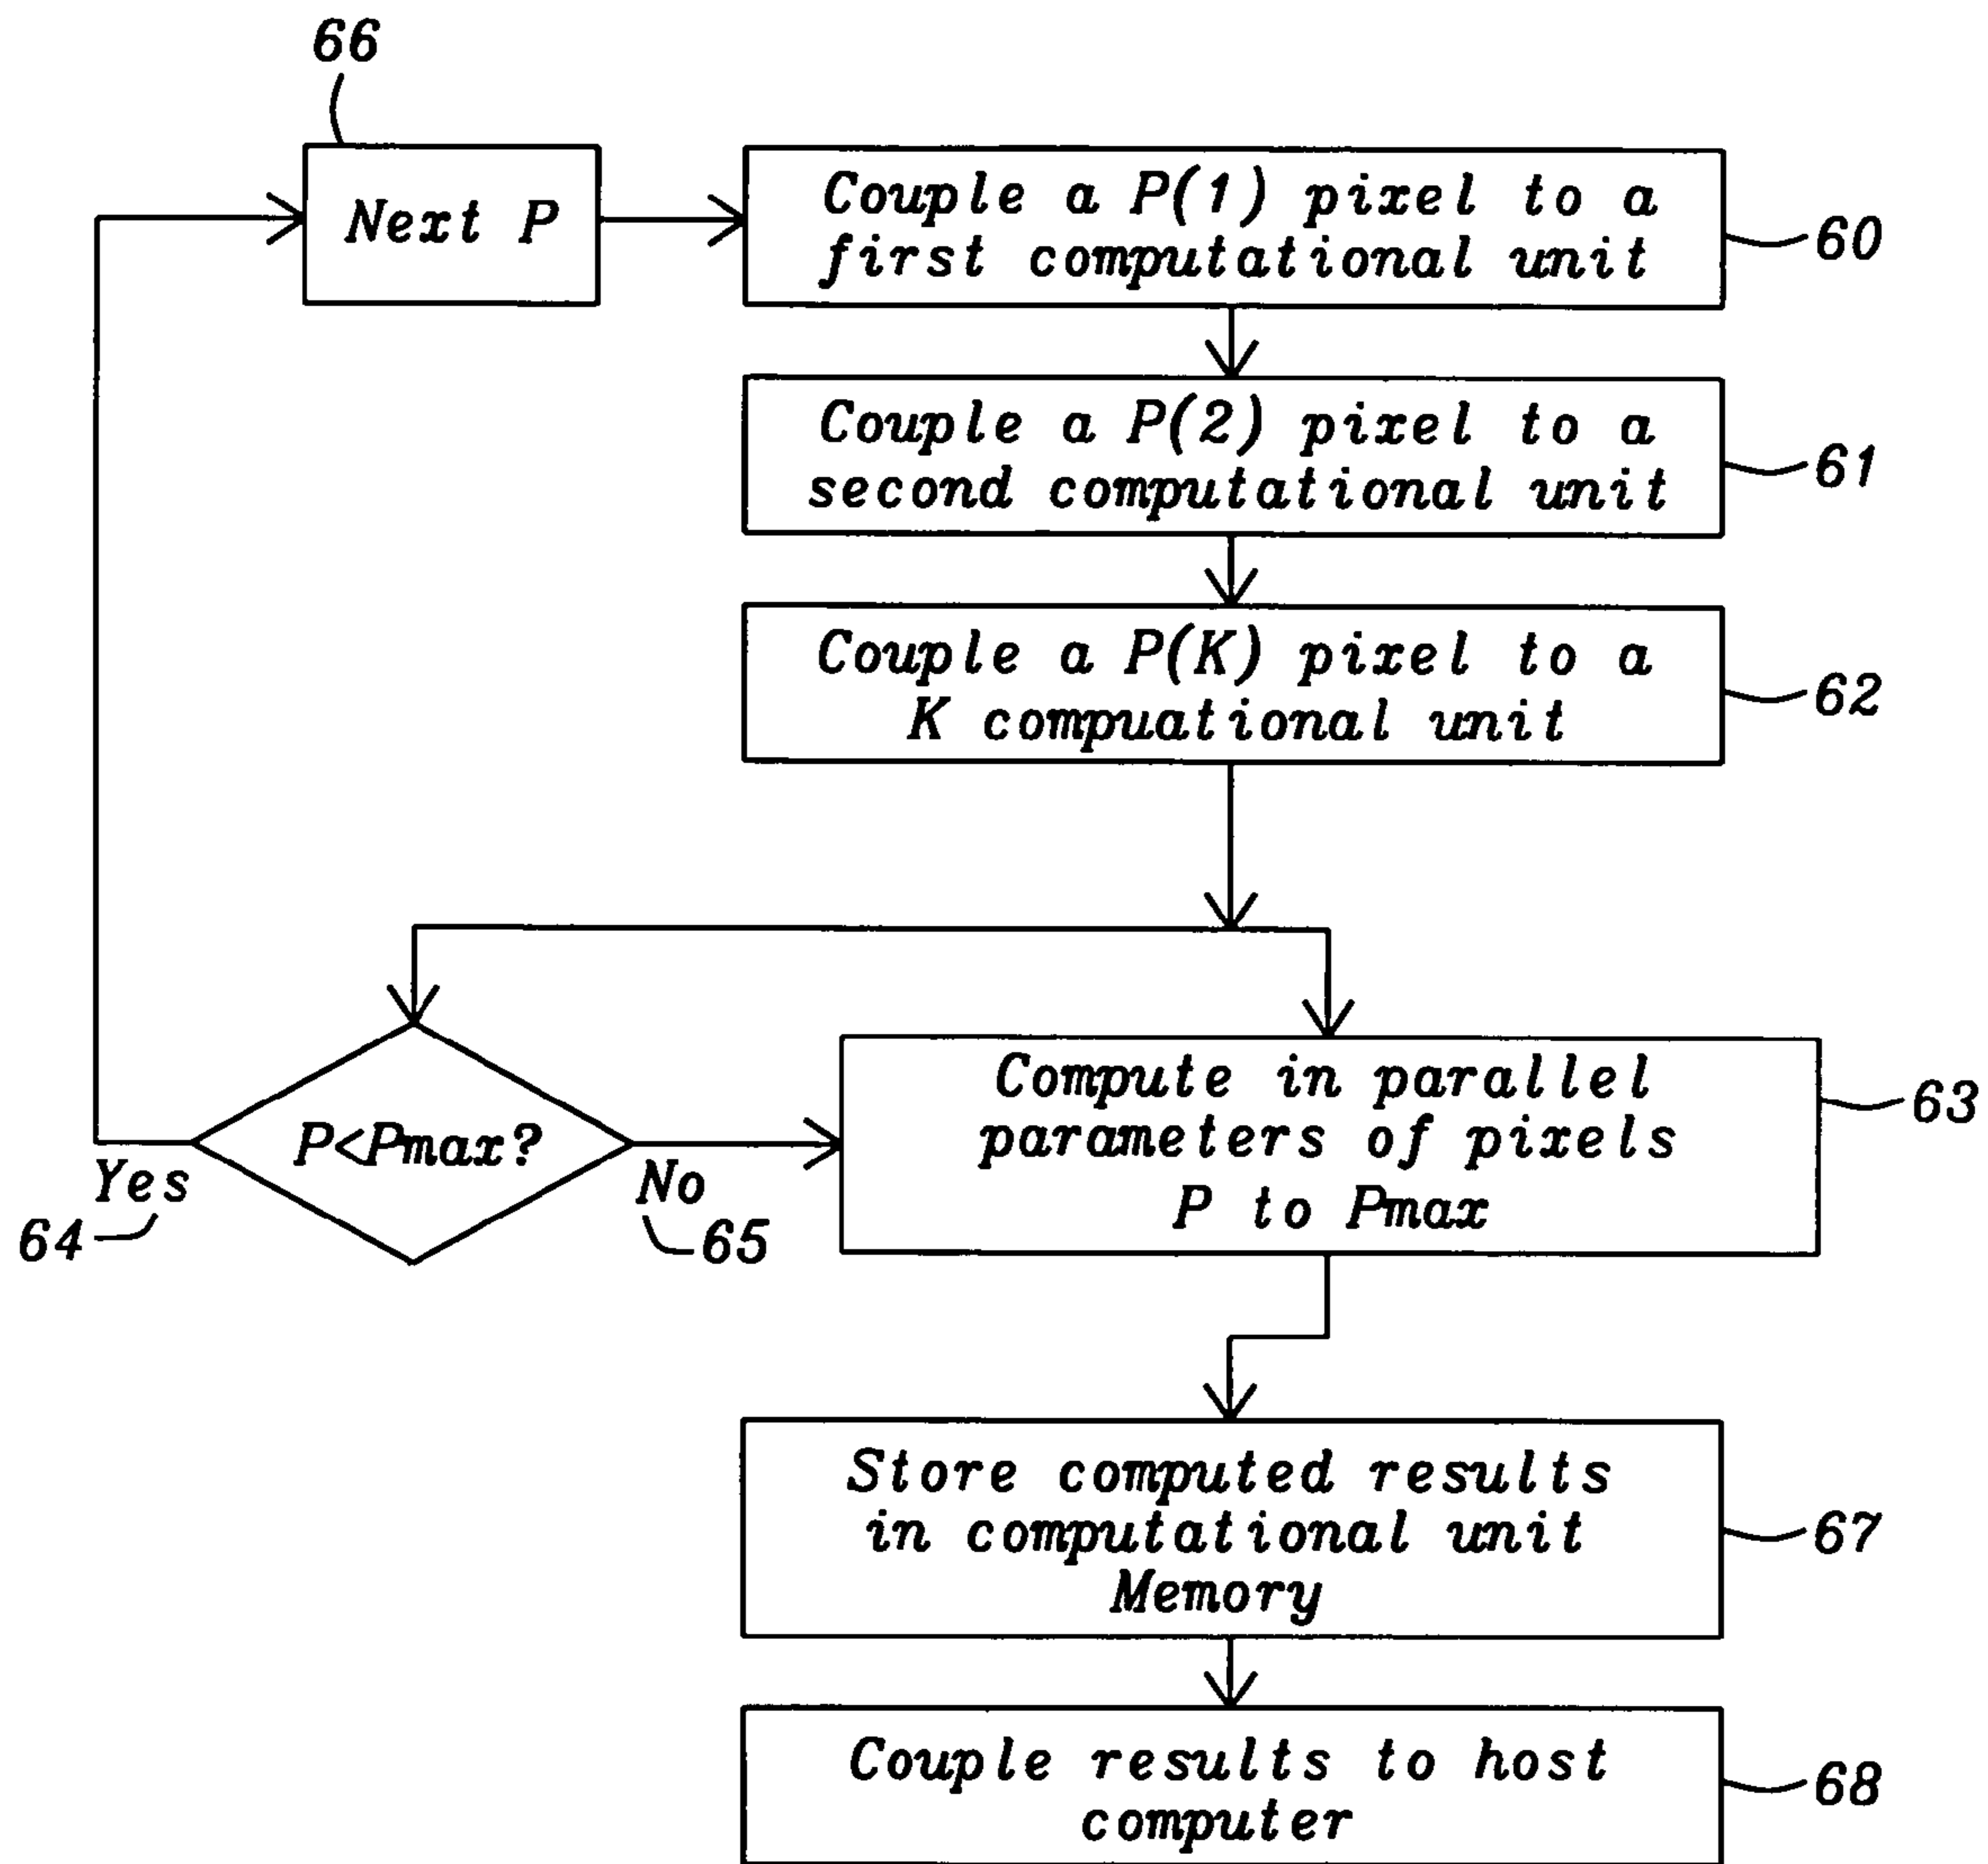 66
Next P
Couple a P(1) pixel to a
first computational unit
60
Couple a P(2) pixel to a
second computational unit
61
Couple a P(K) pixel to a
K compuational unit
62
P<Pmax?
Yes
64
No
65
Compute in parallel
parameters of pixels
P to Pmax
63
Store computed results
in computational unit
Memory
67
Couple results to host
computer
68